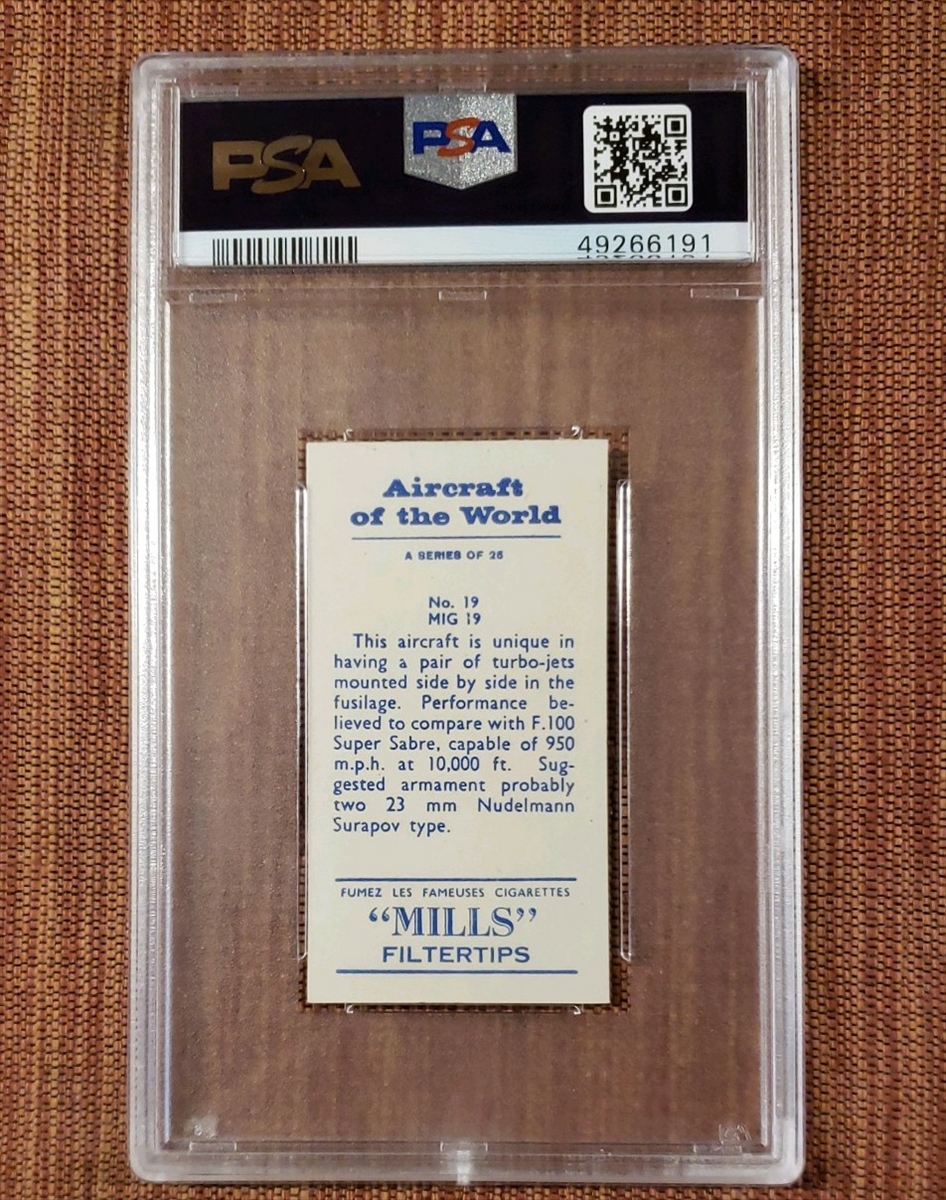 PSA
PSA
49266191
Aircraft
of the World
A SERIES OF 25
No. 19
MIG 19
This aircraft is unique in
having a pair of turbo-jets
mounted side by side in the
fusilage. Performance be-
lieved to compare with F.100
Super Sabre, capable of 950
m.p.h. at 10,000 ft. Sug-
gested armament probably
two 23 mm Nudelmann
Surapov type.
FUMEZ LES FAMEUSES CIGARETTES
“MILLS”
FILTERTIPS